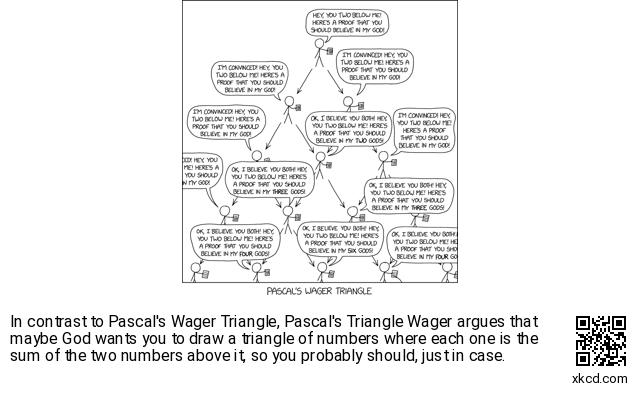 HEY, YOU TWO BELOW ME!
HERE'S A PROOF THAT YOU
SHOULD BELIEVE IN MY GOD!
I'M CONVINCED! HEY, YOU
TWO BELOW ME! HERE'S A
PROOF THAT YOU SHOULD
BELIEVE IN MY GOD!
I'M CONVINCED! HEY, YOU
TWO BELOW ME! HERE'S A
PROOF THAT YOU SHOULD
BELIEVE IN MY GOD!
I'M CONVINCED! HEY, YOU
TWO BELOW ME! HERE'S A
PROOF THAT YOU SHOULD
BELIEVE IN MY GOD!
OK, I BELIEVE YOU BOTH! HEY,
YOU TWO BELOW ME! HERE'S
A PROOF THAT YOU SHOULD
BELIEVE IN MY TWO GODS!
I'M CONVINCED! HEY,
YOU TWO BELOW ME!
HERE'S A PROOF
THAT YOU SHOULD
BELIEVE IN MY GOD!
CED! HEY, YOU
ME! HERE'S A
YOU SHOULD
N MY GOD!
OK, I BELIEVE YOU BOTH! HEY,
YOU TWO BELOW ME! HERE'S
A PROOF THAT YOU SHOULD
BELIEVE IN MY THREE GODS!
OK, I BELIEVE YOU BOTH! HEY,
YOU TWO BELOW ME! HERE'S
A PROOF THAT YOU SHOULD
BELIEVE IN MY THREE GODS!
OK, I BELIEVE YOU BOTH! HEY,
YOU TWO BELOW ME! HERE'S
A PROOF THAT YOU SHOULD
BELIEVE IN MY FOUR GODS!
OK, I BELIEVE YOU BOTH! HEY,
YOU TWO BELOW ME! HERE'S
A PROOF THAT YOU SHOULD
BELIEVE IN MY SIX GODS!
OK, I BELIEVE YOU BOTH!
YOU TWO BELOW ME! HE
A PROOF THAT YOU SHO
BELIEVE IN MY FOUR GO
PASCAL'S WAGER TRIANGLE
In contrast to Pascal's Wager Triangle, Pascal's Triangle Wager argues that
maybe God wants you to draw a triangle of numbers where each one is the
sum of the two numbers above it, so you probably should, just in case.
xkcd.com